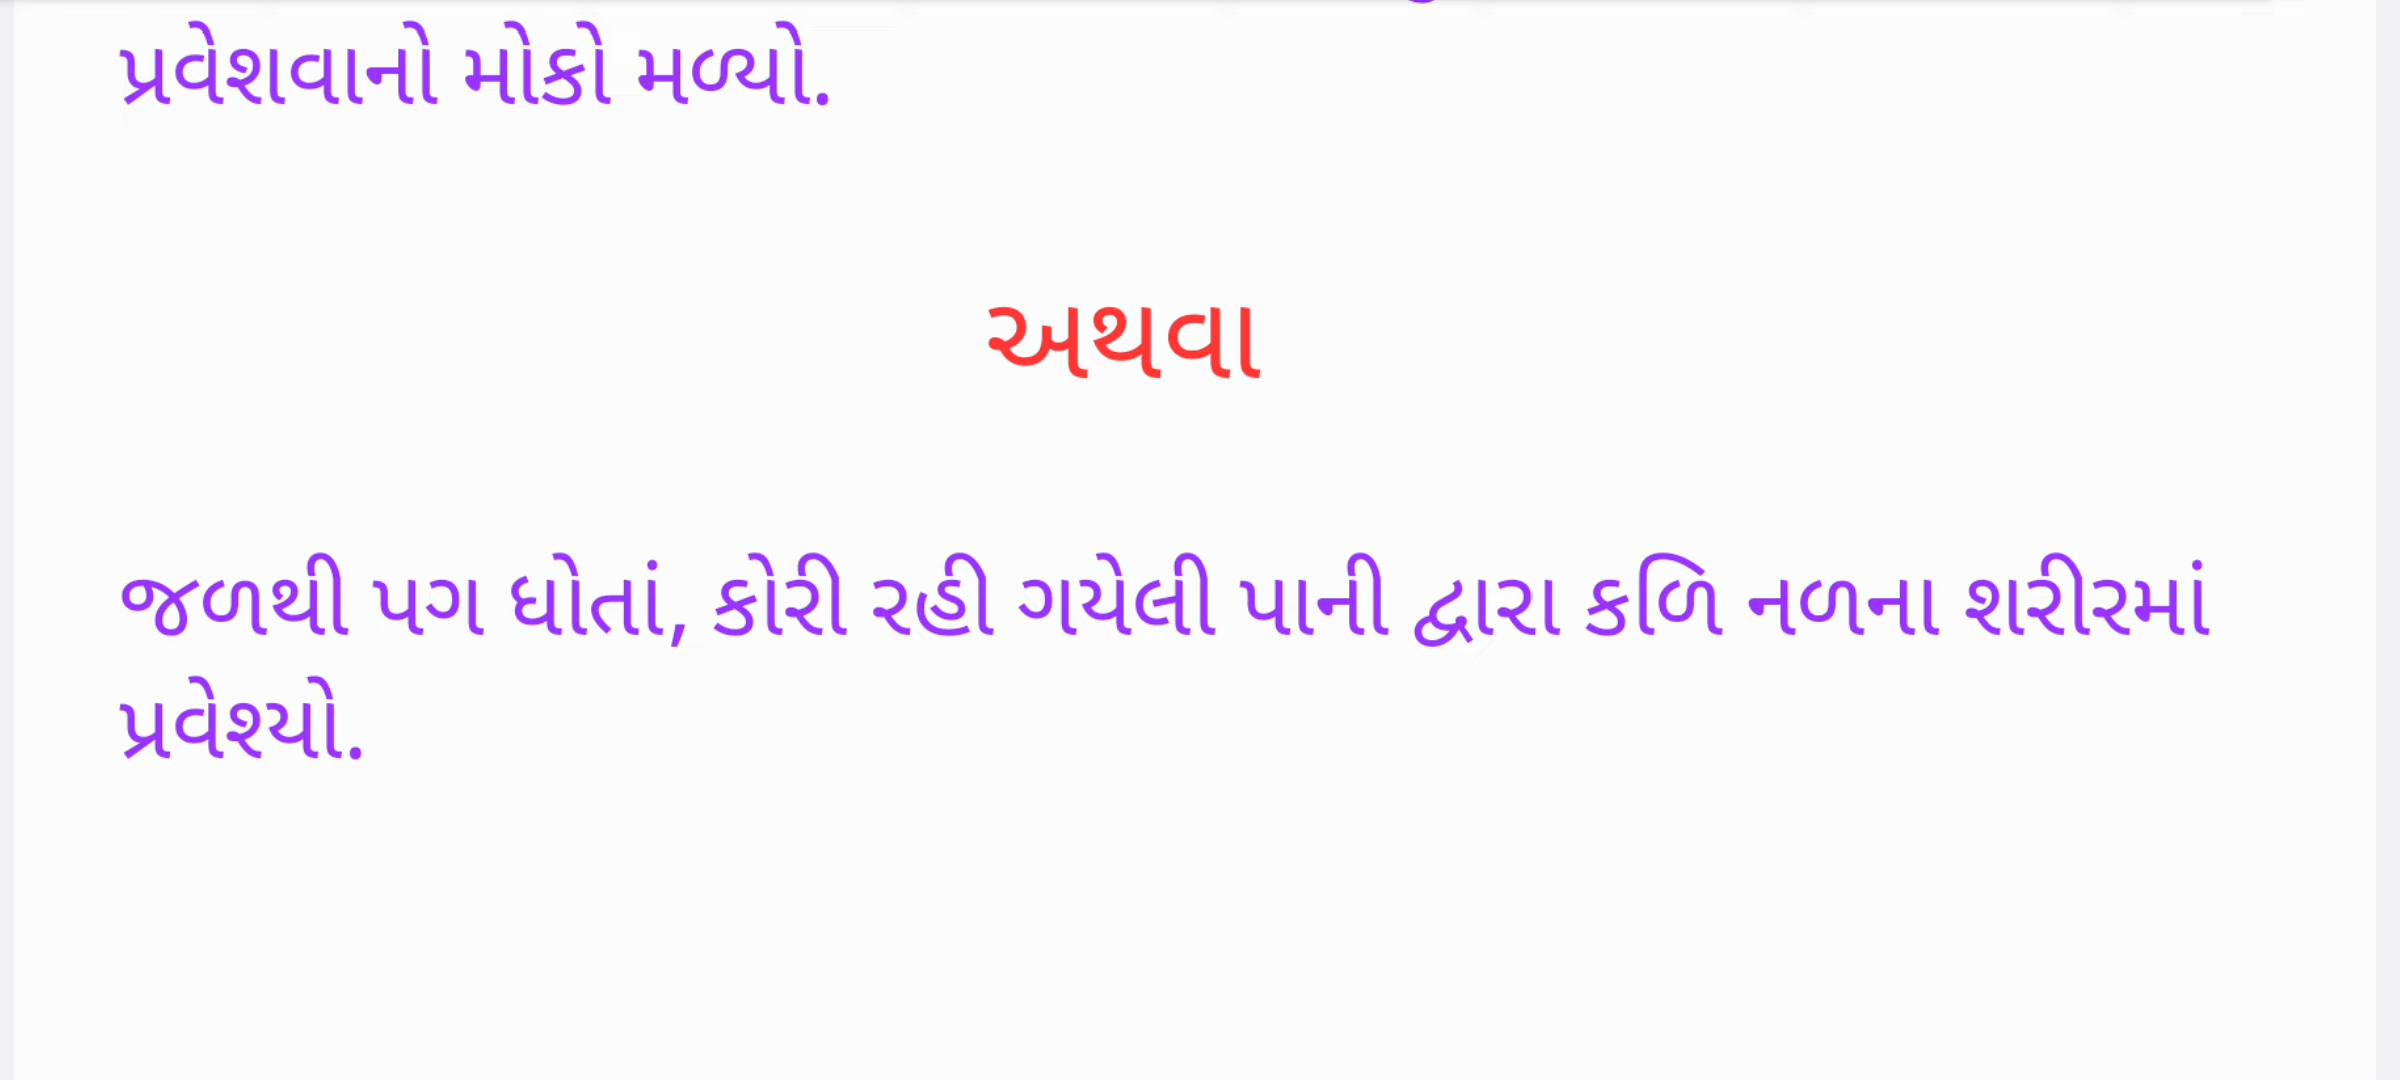 પ્રવેશવાનો મોકો મળ્યો.
અથવા
જળથી પગ ધોતાં, કોરી રહી ગયેલી પાની દ્વારા કળિ નળના શરીરમાં
પ્રવેશ્યો.